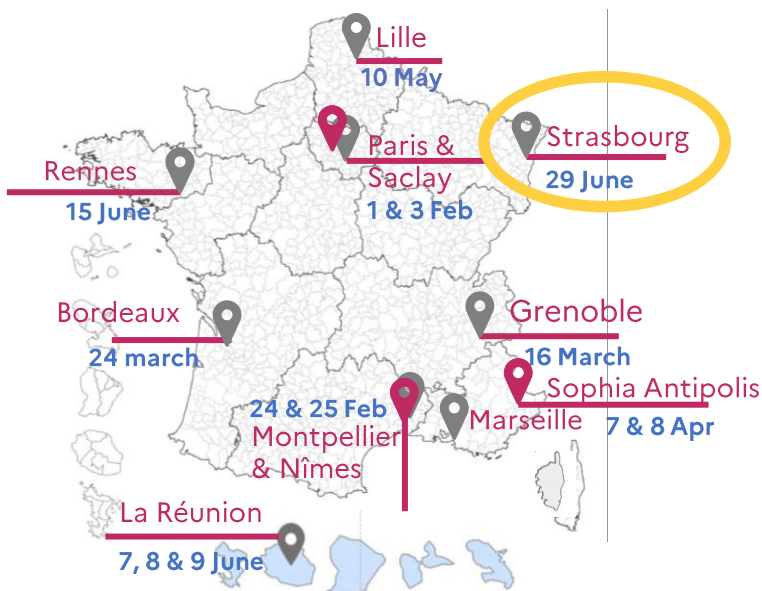 Lille
10 May
Strasbourg
29 June
Paris &
Saclay
1 & 3 Feb
Rennes
15 June
Bordeaux
24 march
Grenoble
16 March
Sophia Antipolis
7 & 8 Apr
24 & 25 Feb
Montpellier
& Nîmes
Marseille
La Réunion
7, 8 & 9 June